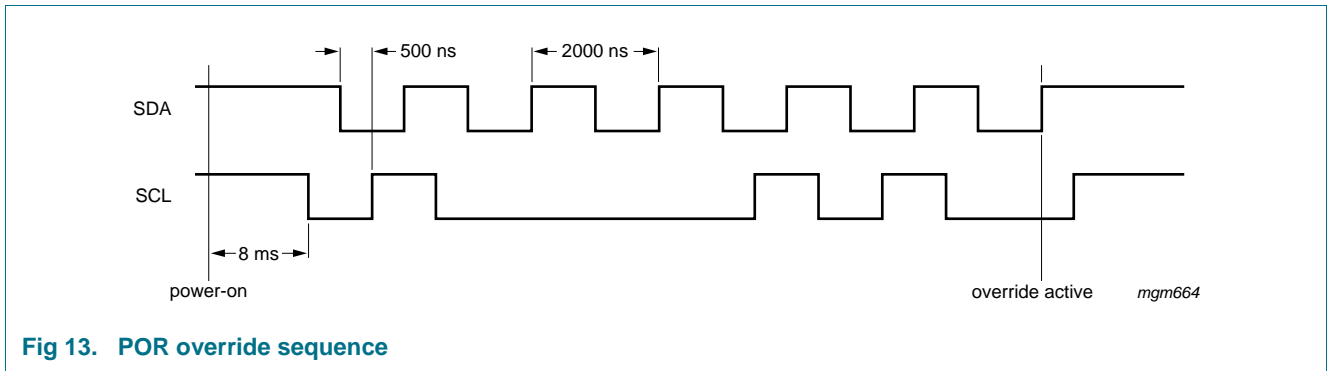 500 ns
2000 ns
SDA
SCL
8 ms
power-on
override active
mgm664
Fig 13. POR override sequence